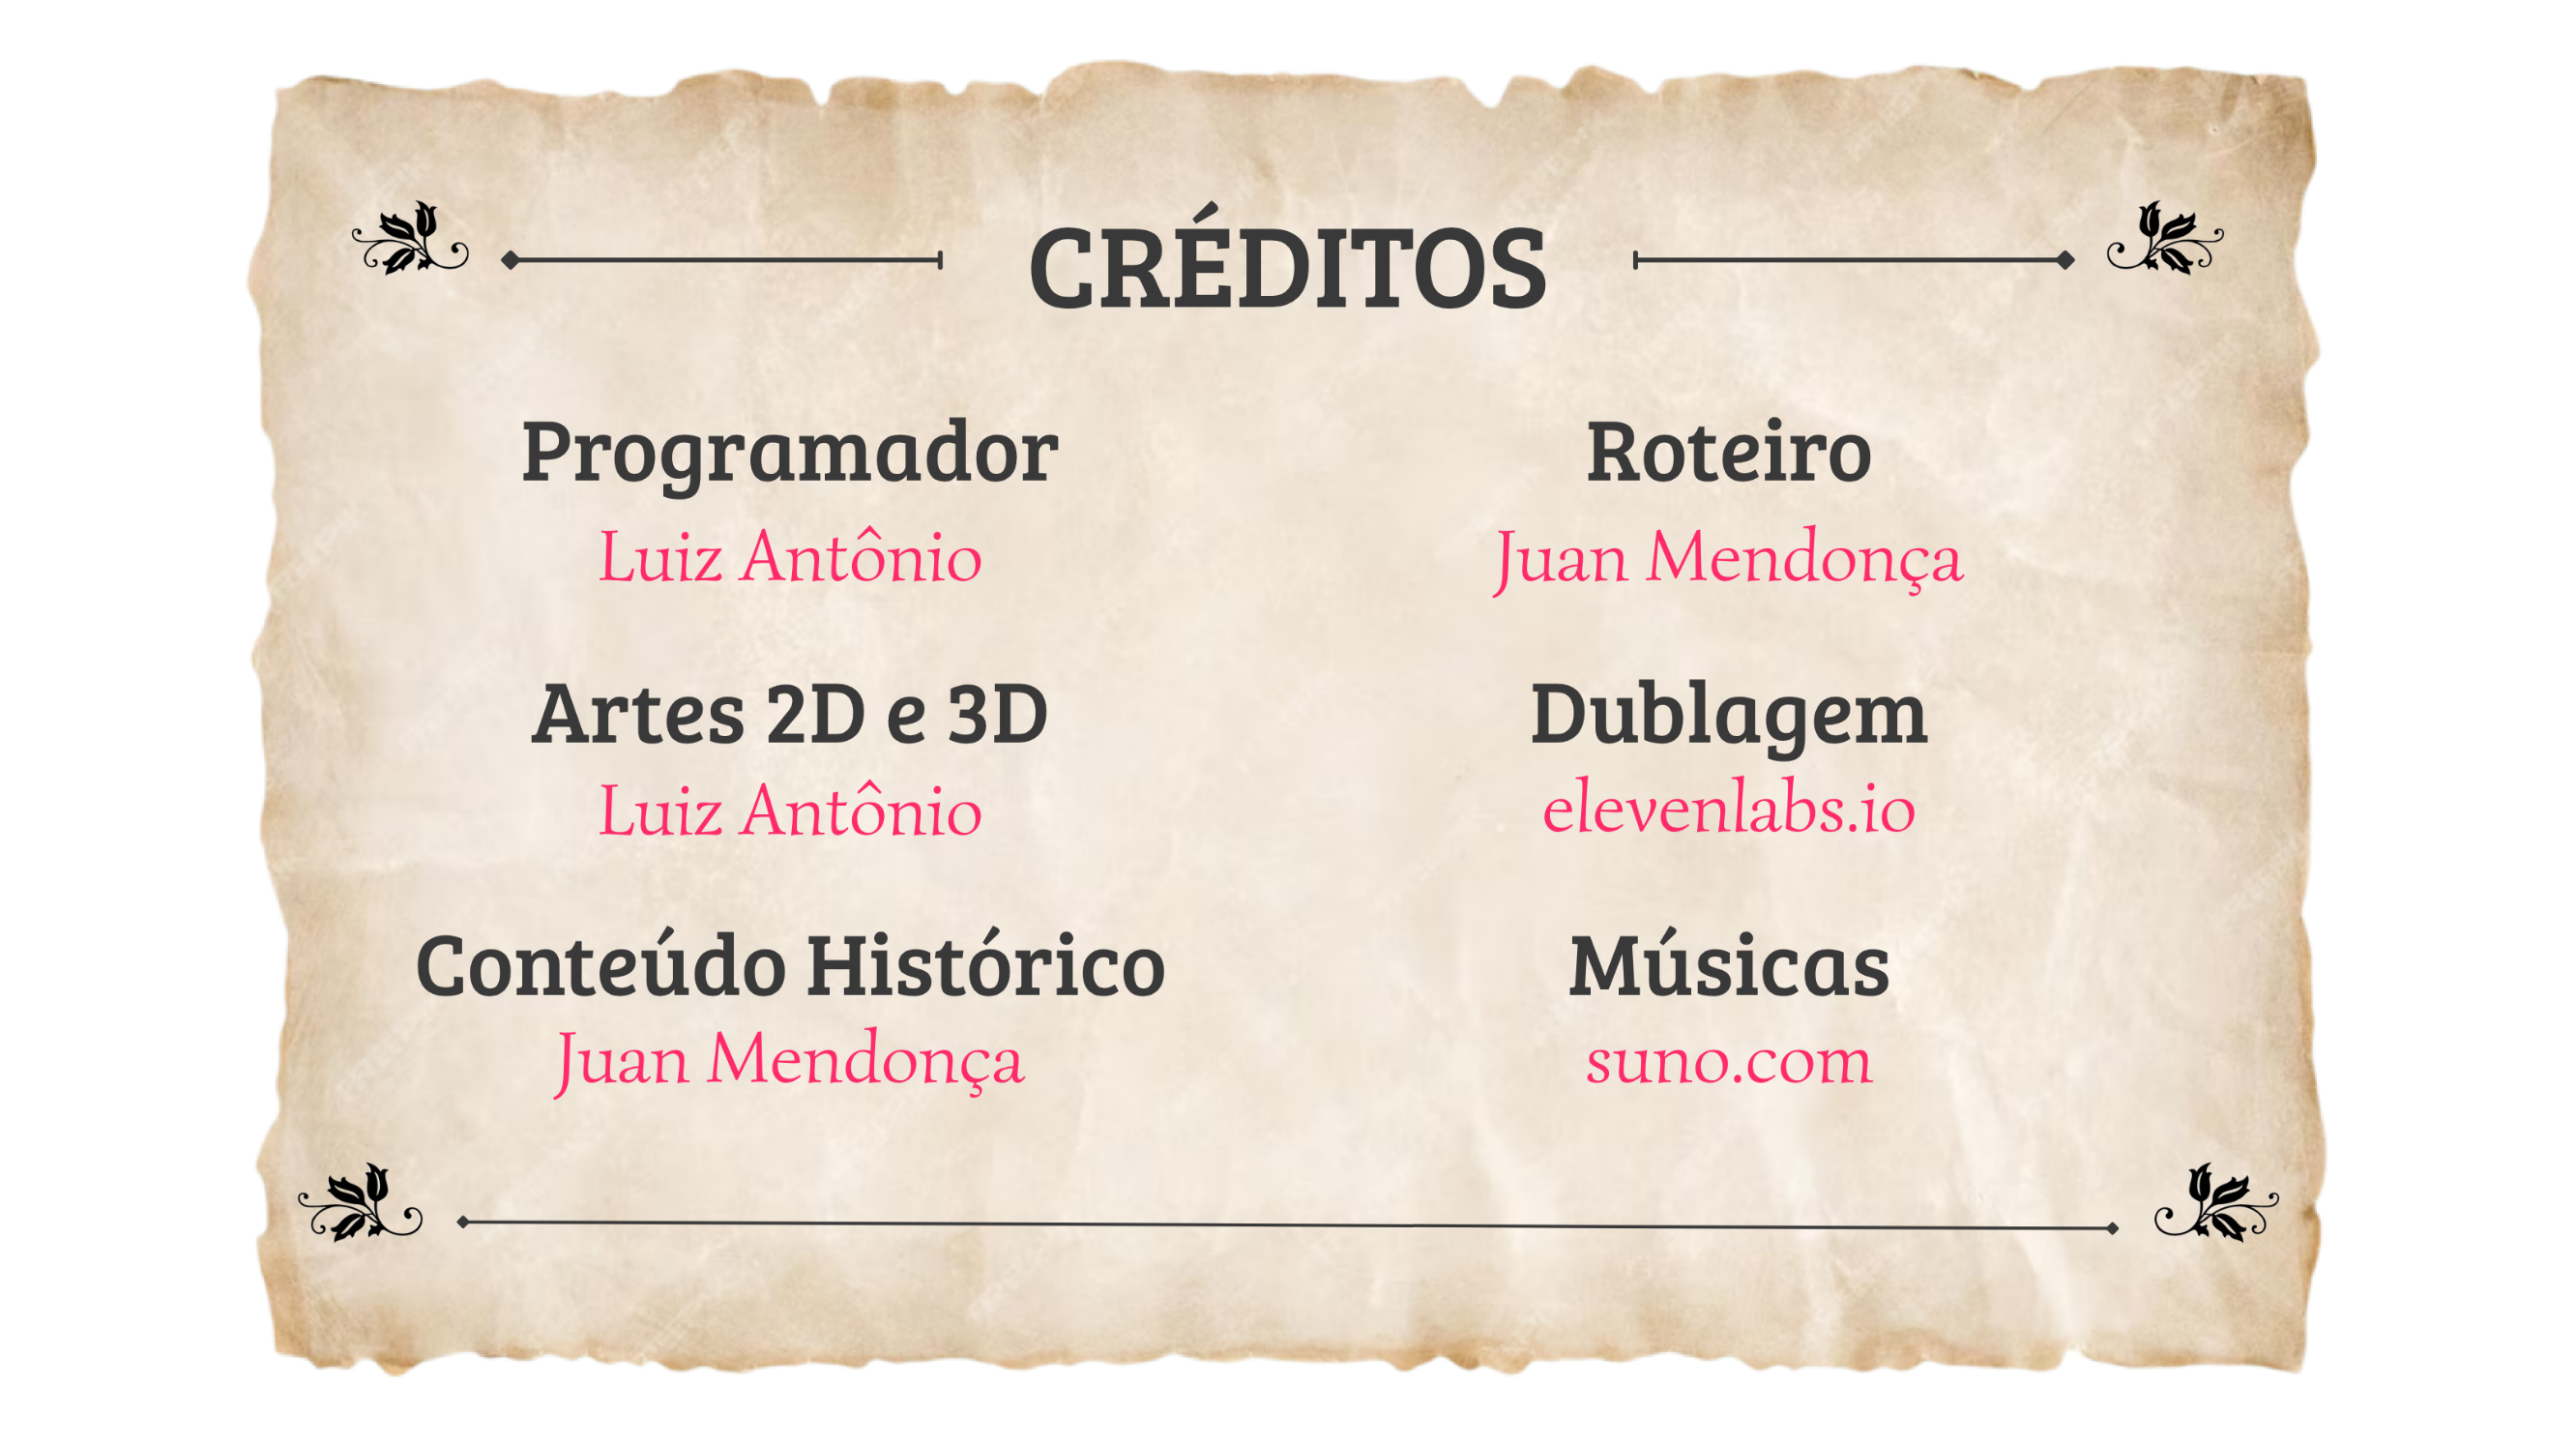 CRÉDITOS
Programador
Luiz Antônio
Artes 2D e 3D
Luiz Antônio
Conteúdo Histórico
Juan Mendonça
Roteiro
Juan Mendonça
Dublagem
elevenlabs.io
Músicas
suno.com